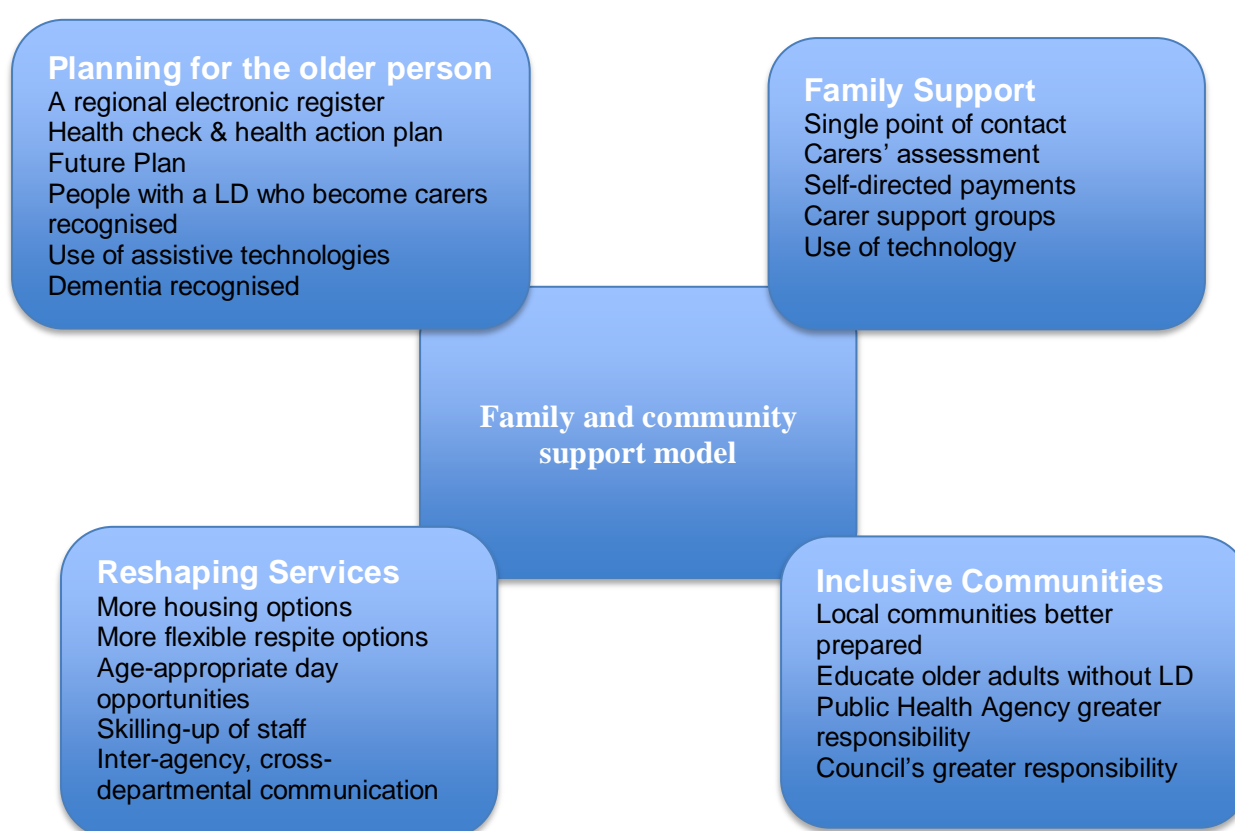 Planning for the older person
A regional electronic register
Health check & health action plan
Future Plan
People with a LD who become carers
recognised
Use of assistive technologies
Dementia recognised
Family Support
Single point of contact
Carers’ assessment
Self-directed payments
Carer support groups
Use of technology
Family and community
support model
Reshaping Services
More housing options
More flexible respite options
Age-appropriate day
opportunities
Skilling-up of staff
Inter-agency, cross-
departmental communication
Inclusive Communities
Local communities better
prepared
Educate older adults without LD
Public Health Agency greater
responsibility
Council’s greater responsibility